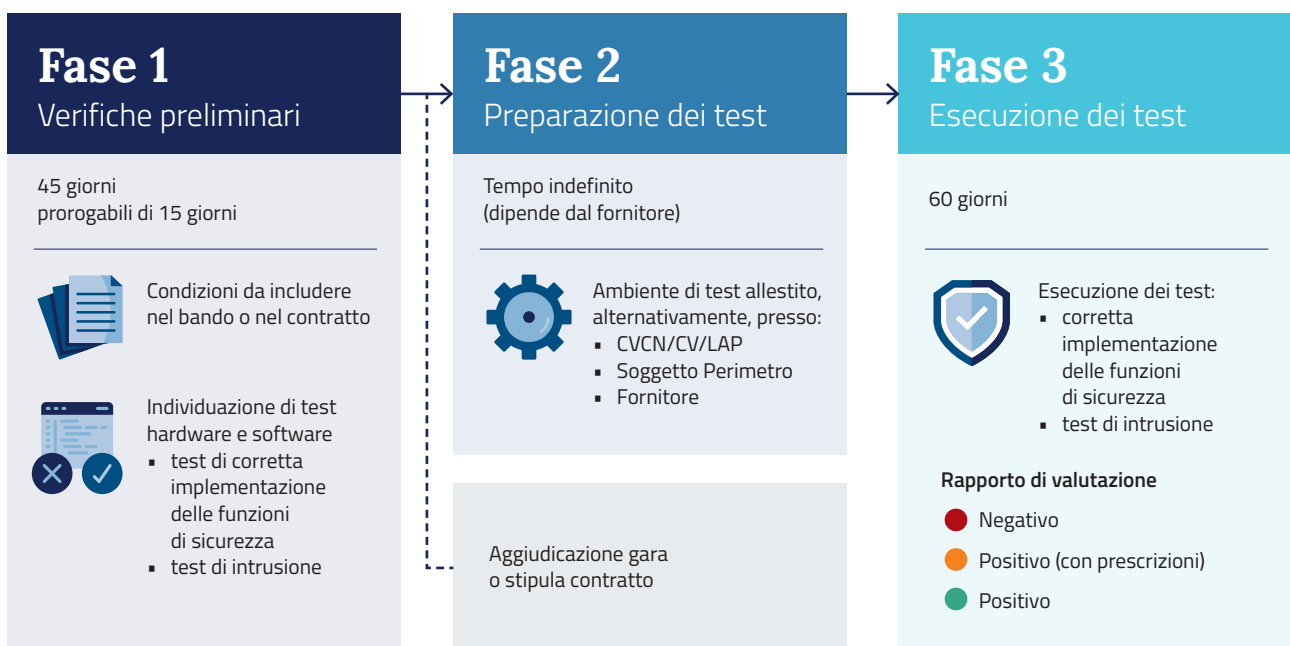 Fase 1
Verifiche preliminari
45 giorni
prorogabili di 15 giorni
Condizioni da includere
nel bando o nel contratto
Individuazione di test
hardware e software
▪ test di corretta
implementazione
delle funzioni
di sicurezza
▪ test di intrusione
Fase 2
Preparazione dei test
Tempo indefinito
(dipende dal fornitore)
Ambiente di test allestito,
alternativamente, presso:
▪ CVCN/CV/LAP
▪ Soggetto Perimetro
▪ Fornitore
Aggiudicazione gara
o stipula contratto
Fase 3
Esecuzione dei test
60 giorni
Esecuzione dei test:
▪ corretta
implementazione
delle funzioni
di sicurezza
▪ test di intrusione
Rapporto di valutazione
Negativo
Positivo (con prescrizioni)
Positivo